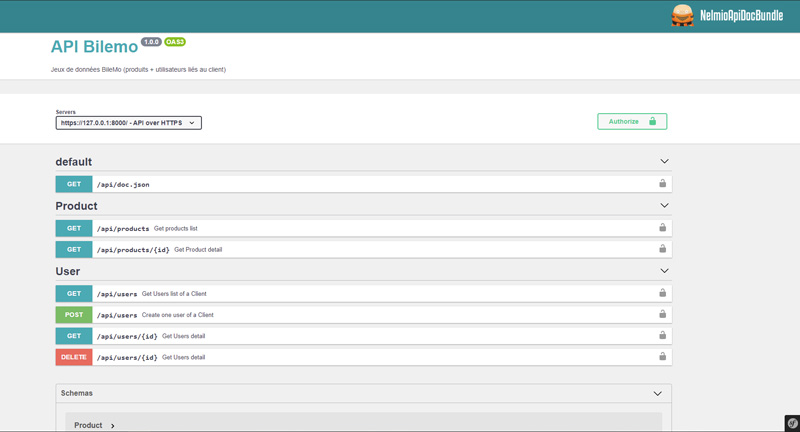 NelmioApiDocBundle
API Bilemo 1.0.0 OAS3
Jeux de données BileMo (produits + utilisateurs liés au client)
Servers
https://127.0.0.1:8000/ - API over HTTPS
Authorize
default
GET /api/doc.json
Product
GET /api/products Get products list
GET /api/products/{id} Get Product detail
User
GET /api/users Get Users list of a Client
POST /api/users Create one user of a Client
GET /api/users/{id} Get Users detail
DELETE /api/users/{id} Get Users detail
Schemas
Product